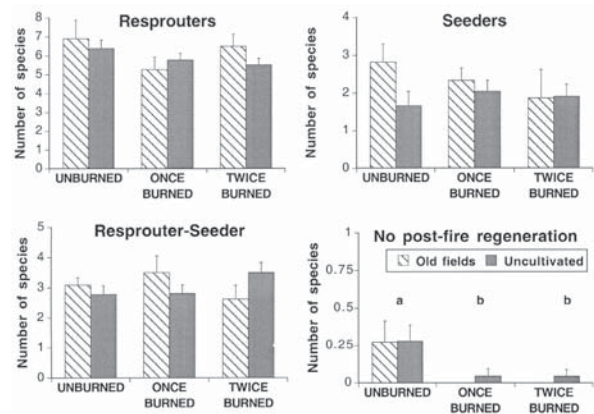 Resprouters
Number of species
8
7
6
5
4
3
2
1
0
UNBURNED
ONCE
BURNED
TWICE
BURNED
Seeders
Number of species
4
3
2
1
0
UNBURNED
ONCE
BURNED
TWICE
BURNED
Resprouter-Seeder
Number of species
5
4
3
2
1
0
UNBURNED
ONCE
BURNED
TWICE
BURNED
No post-fire regeneration
Number of species
1
0.75
0.5
0.25
0
Old fields
Uncultivated
a
b
b
UNBURNED
ONCE
BURNED
TWICE
BURNED